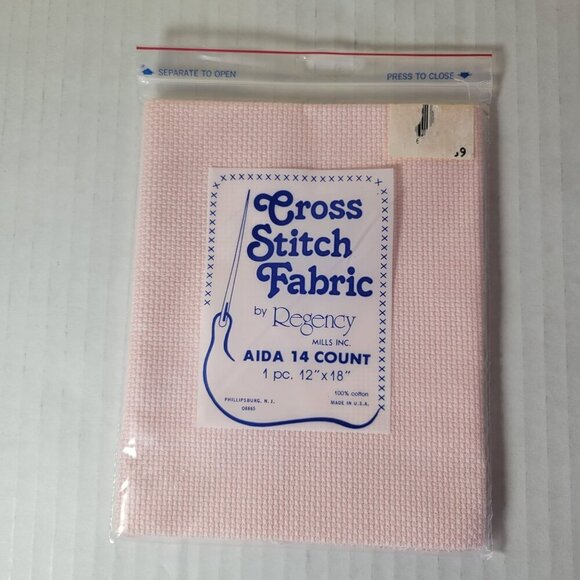 SEPARATE TO OPEN PRESS TO CLOSE
Cross
Stitch
Fabric
by Regency
MILLS INC.
AIDA 14 COUNT
1 pc. 12" x 18"
100% cotton
PHILLIPSBURG, N. J. MADE IN U.S.A.
08865